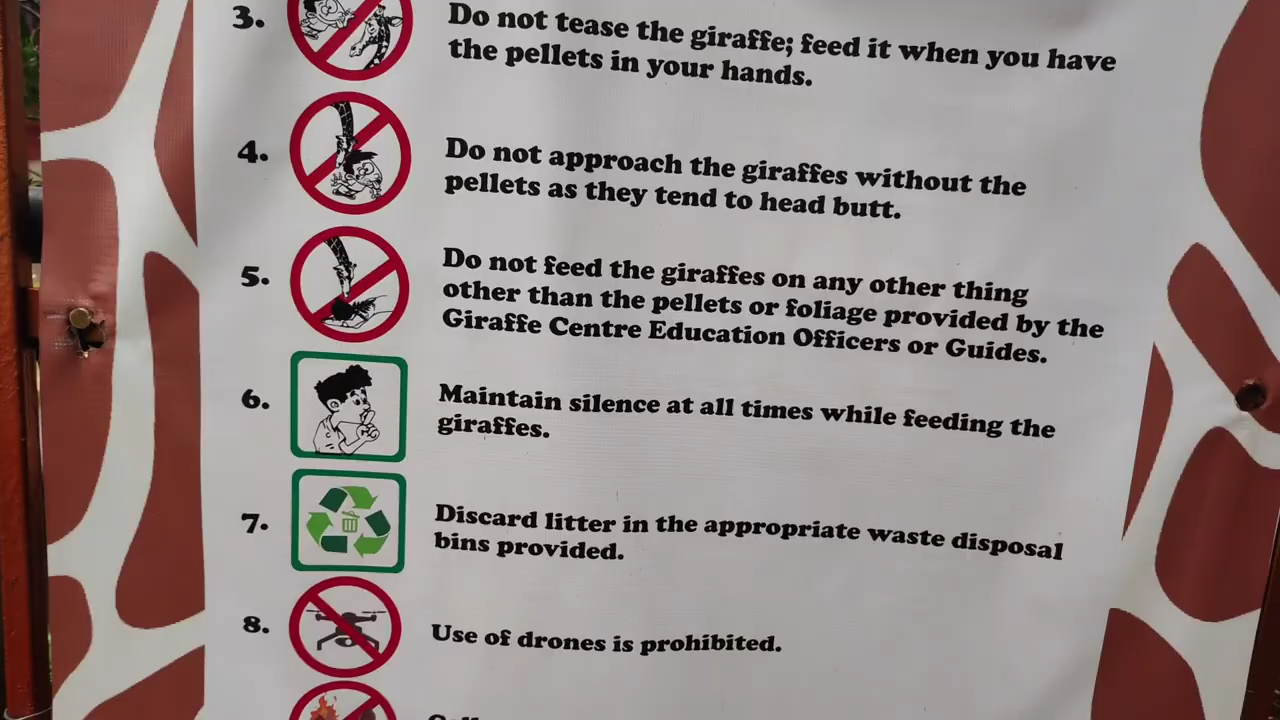 3. Do not tease the giraffe; feed it when you have
the pellets in your hands.
4. Do not approach the giraffes without the
pellets as they tend to head butt.
5. Do not feed the giraffes on any other thing
other than the pellets or foliage provided by the
Giraffe Centre Education Officers or Guides.
6. Maintain silence at all times while feeding the
giraffes.
7. Discard litter in the appropriate waste disposal
bins provided.
8. Use of drones is prohibited.